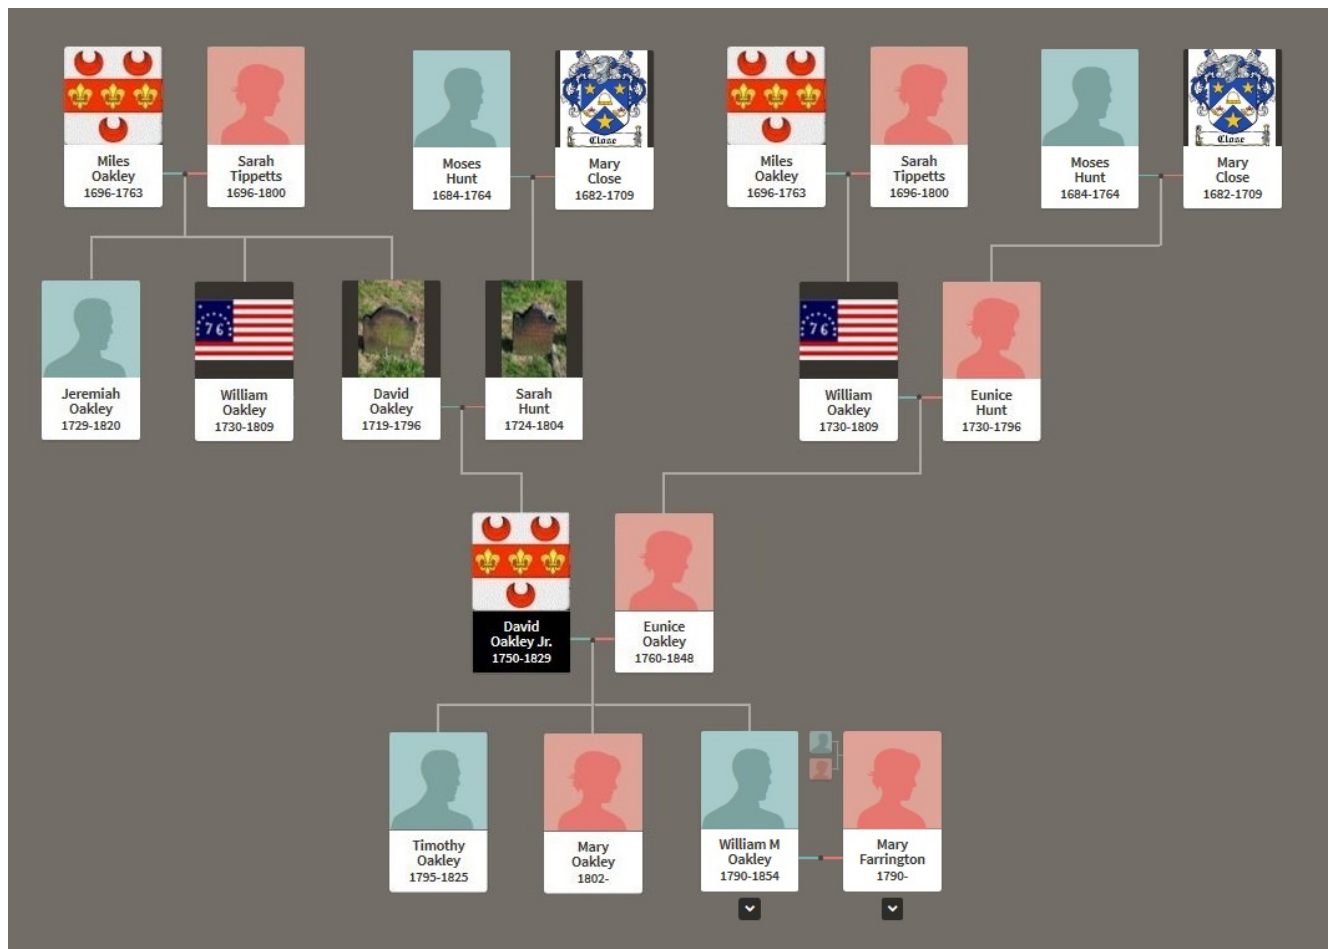 Miles
Oakley
1696-1763
Sarah
Tippetts
1696-1800
Moses
Hunt
1684-1764
Close
Mary
Close
1682-1709
Miles
Oakley
1696-1763
Sarah
Tippetts
1696-1800
Moses
Hunt
1684-1764
Close
Mary
Close
1682-1709
Jeremiah
Oakley
1729-1820
76
William
Oakley
1730-1809
David
Oakley
1719-1796
Sarah
Hunt
1724-1804
76
William
Oakley
1730-1809
Eunice
Hunt
1730-1796
David
Oakley Jr.
1750-1829
Eunice
Oakley
1760-1848
Timothy
Oakley
1795-1825
Mary
Oakley
1802-
William M
Oakley
1790-1854
Mary
Farrington
1790-